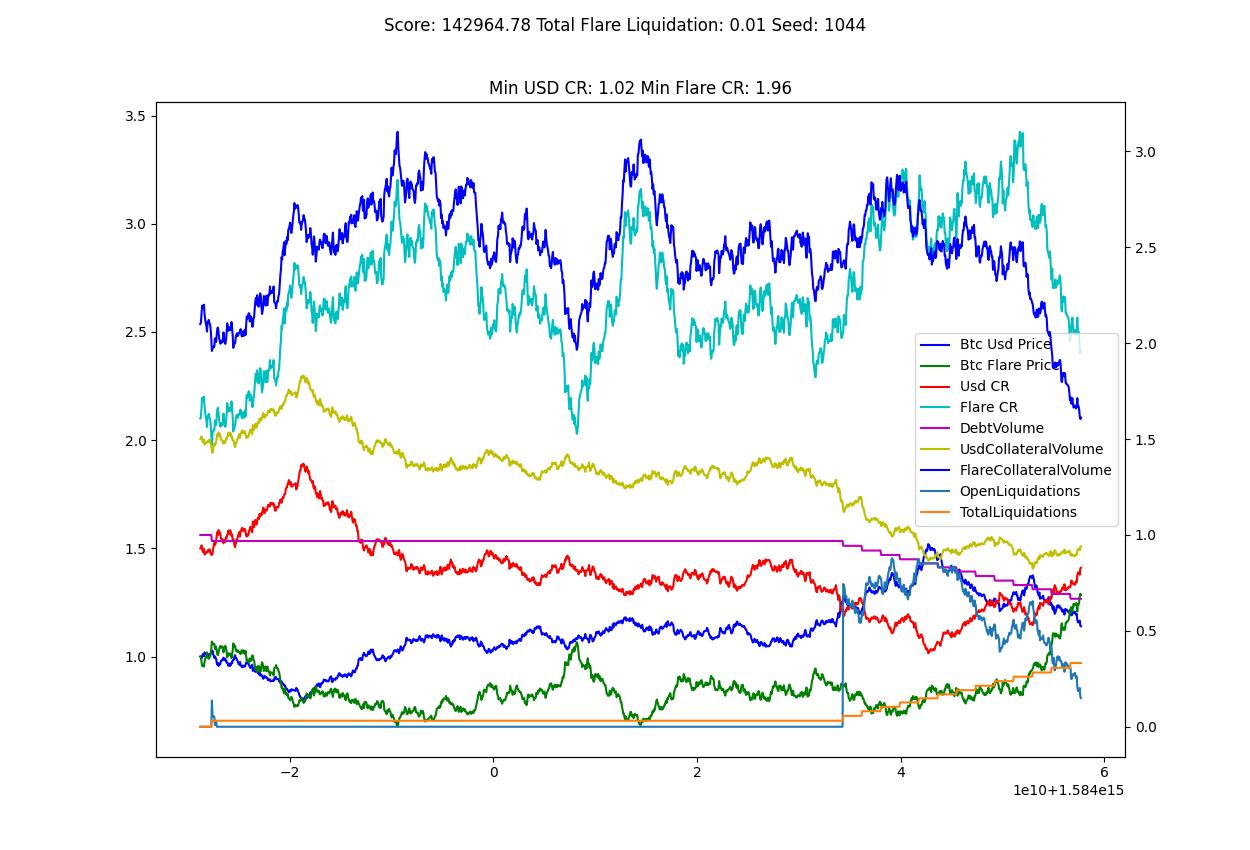 Score: 142964.78 Total Flare Liquidation: 0.01 Seed: 1044
Min USD CR: 1.02 Min Flare CR: 1.96
3.5
3.0
2.5
2.0
1.5
1.0
3.0
2.5
2.0
1.5
1.0
0.5
0.0
Btc Usd Price
Btc Flare Price
Usd CR
Flare CR
DebtVolume
UsdCollateralVolume
FlareCollateralVolume
OpenLiquidations
TotalLiquidations
−2 0 2 4 6
1e10+1.584e15